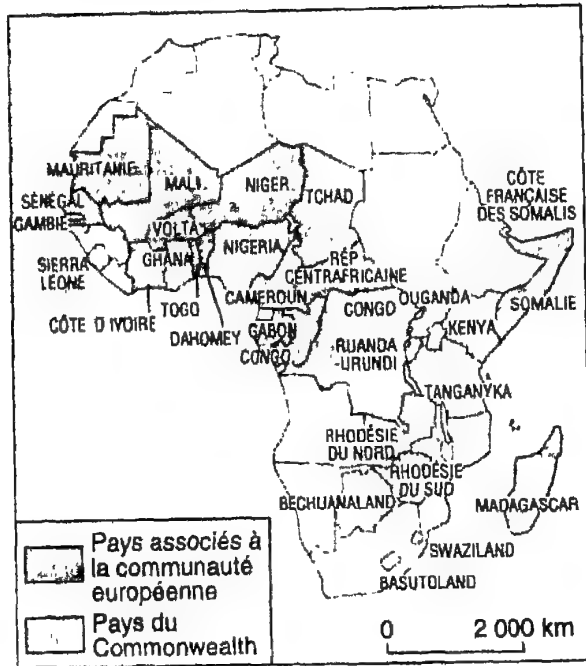 MAURITANIE
MALI
NIGER
TCHAD
CÔTE
FRANÇAISE
DES SOMALIS
SÉNÉGAL
GAMBIE
VOLTA
NIGERIA
SIERRA
LEONE
GHANA
RÉP
CENTRAFRICAINE
CAMEROUN
CONGO
OUGANDA
SOMALIE
CÔTE D'IVOIRE
TOGO
DAHOMEY
GABON
CONGO
KENYA
RUANDA
-URUNDI
TANGANYKA
RHODÉSIE
DU NORD
RHODÉSIE
DU SUD
BECHUANALAND
MADAGASCAR
SWAZILAND
BASUTOLAND
Pays associés à
la communauté
européenne
Pays du
Commonwealth
0 2 000 km